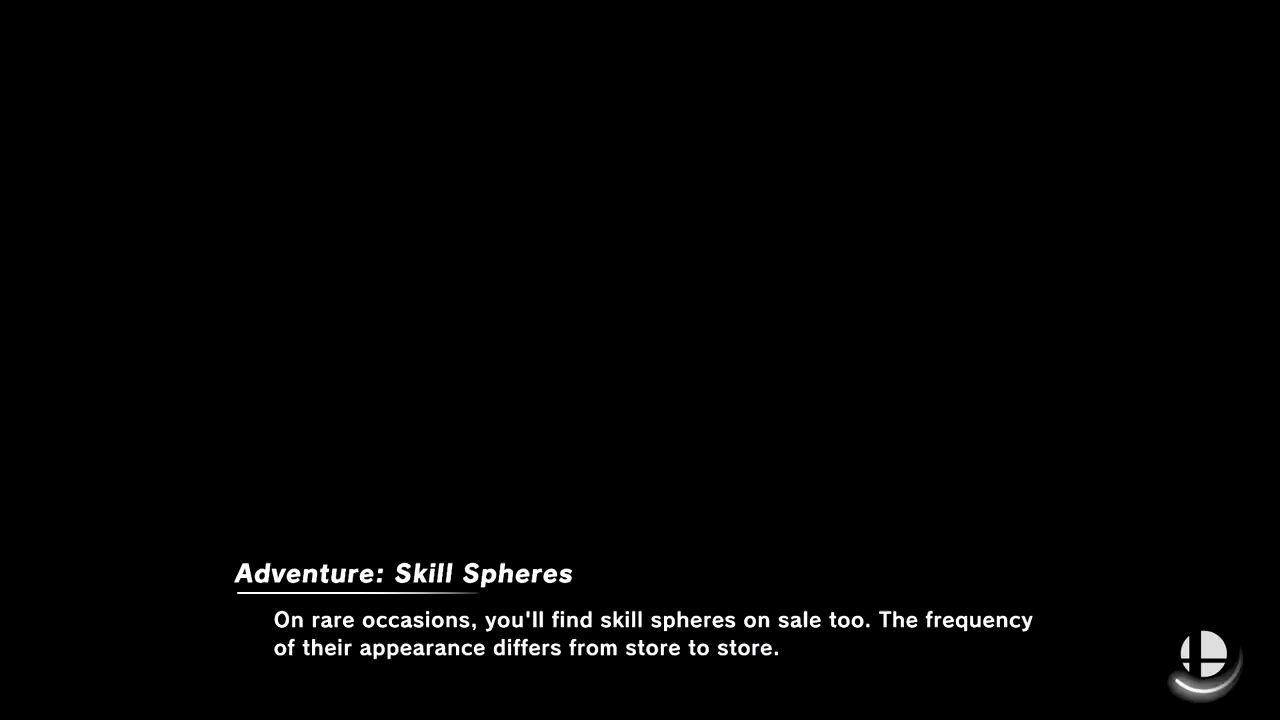 Adventure: Skill Spheres
On rare occasions, you'll find skill spheres on sale too. The frequency
of their appearance differs from store to store.